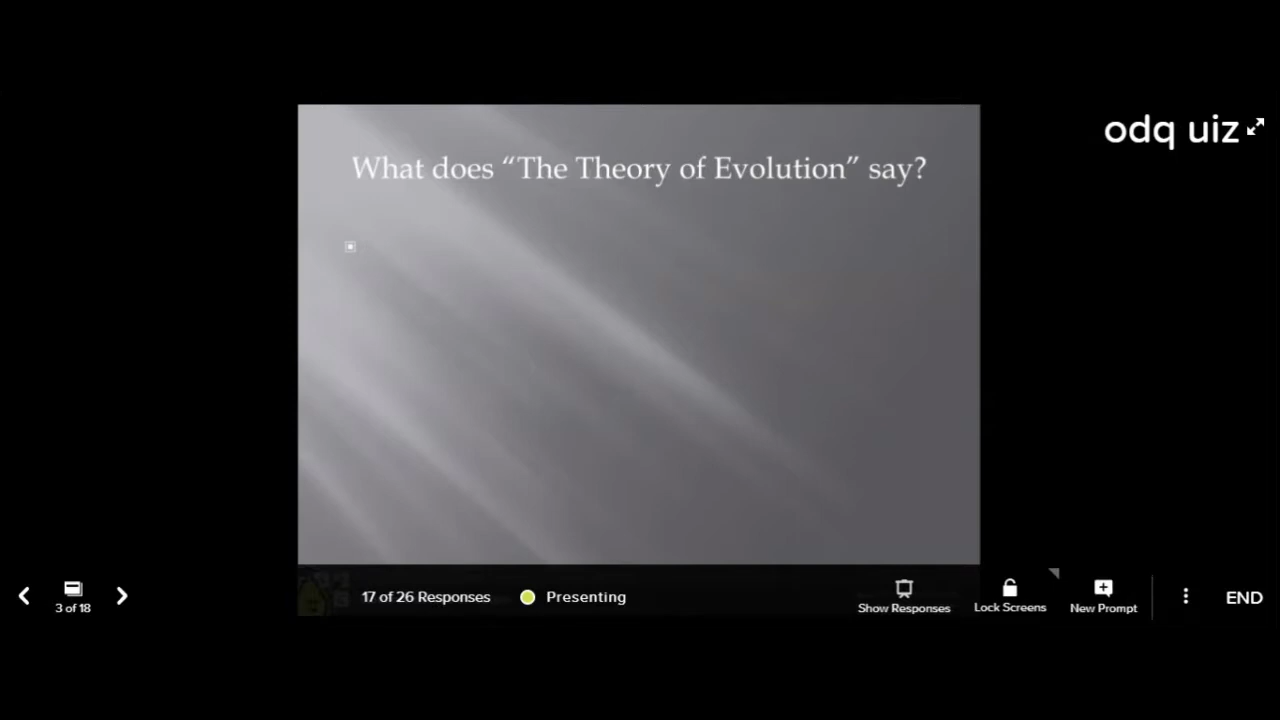 odq uiz
What does “The Theory of Evolution” say?
3 of 18
17 of 26 Responses
Presenting
Show Responses
Lock Screens
New Prompt
END